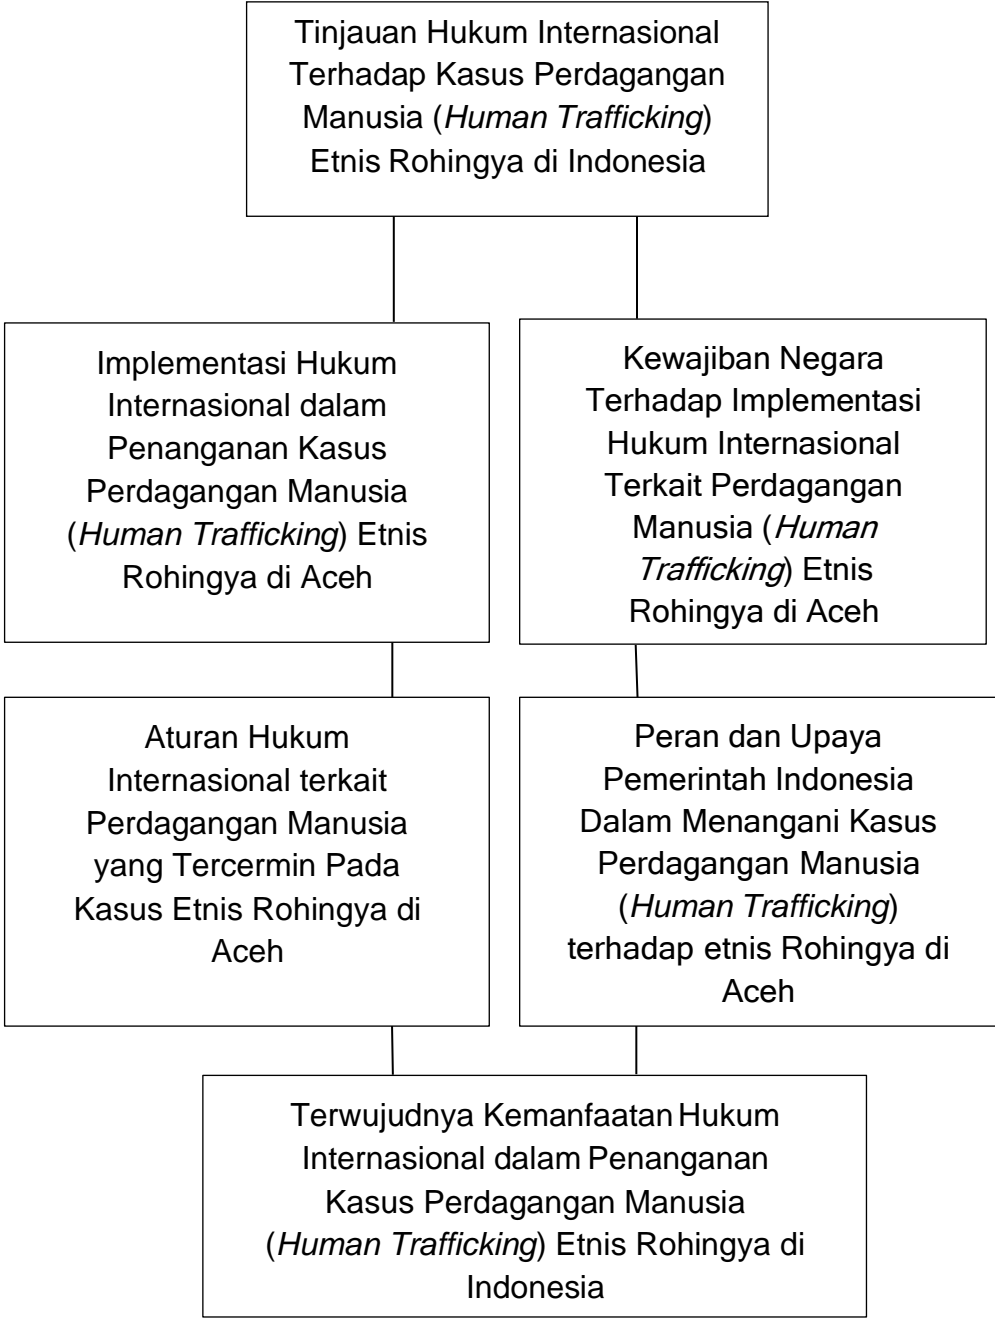 Tinjauan Hukum Internasional
Terhadap Kasus Perdagangan
Manusia (Human Trafficking)
Etnis Rohingya di Indonesia
Implementasi Hukum
Internasional dalam
Penanganan Kasus
Perdagangan Manusia
(Human Trafficking) Etnis
Rohingya di Aceh
Kewajiban Negara
Terhadap Implementasi
Hukum Internasional
Terkait Perdagangan
Manusia (Human
Trafficking) Etnis
Rohingya di Aceh
Aturan Hukum
Internasional terkait
Perdagangan Manusia
yang Tercermin Pada
Kasus Etnis Rohingya di
Aceh
Peran dan Upaya
Pemerintah Indonesia
Dalam Menangani Kasus
Perdagangan Manusia
(Human Trafficking)
terhadap etnis Rohingya di
Aceh
Terwujudnya Kemanfaatan Hukum
Internasional dalam Penanganan
Kasus Perdagangan Manusia
(Human Trafficking) Etnis Rohingya di
Indonesia